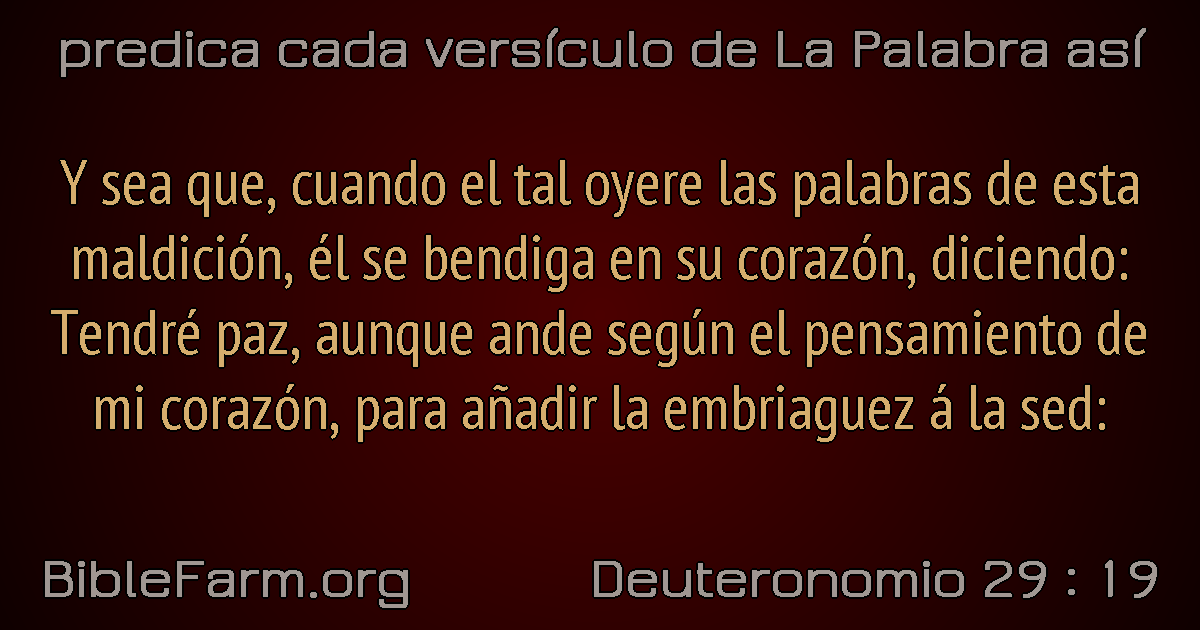 predica cada versículo de La Palabra así
Y sea que, cuando el tal oyere las palabras de esta
maldición, él se bendiga en su corazón, diciendo:
Tendré paz, aunque ande según el pensamiento de
mi corazón, para añadir la embriaguez á la sed:
BibleFarm.org
Deuteronomio 29 : 19